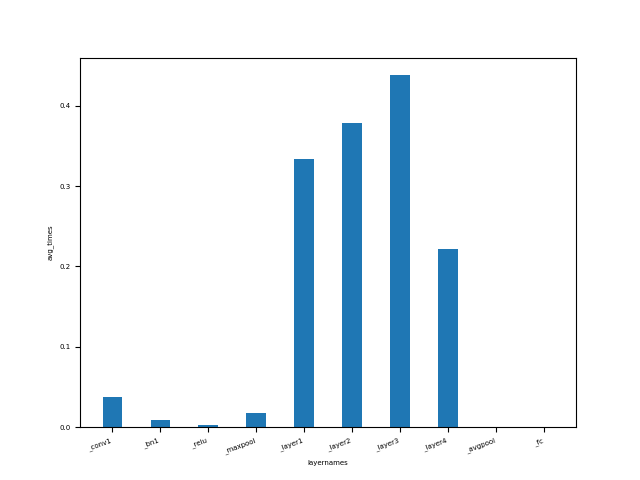 0.4
0.3
0.2
0.1
0.0
avg_times
_conv1
_bn1
_relu
_maxpool
_layer1
_layer2
_layer3
_layer4
_avgpool
_fc
layernames